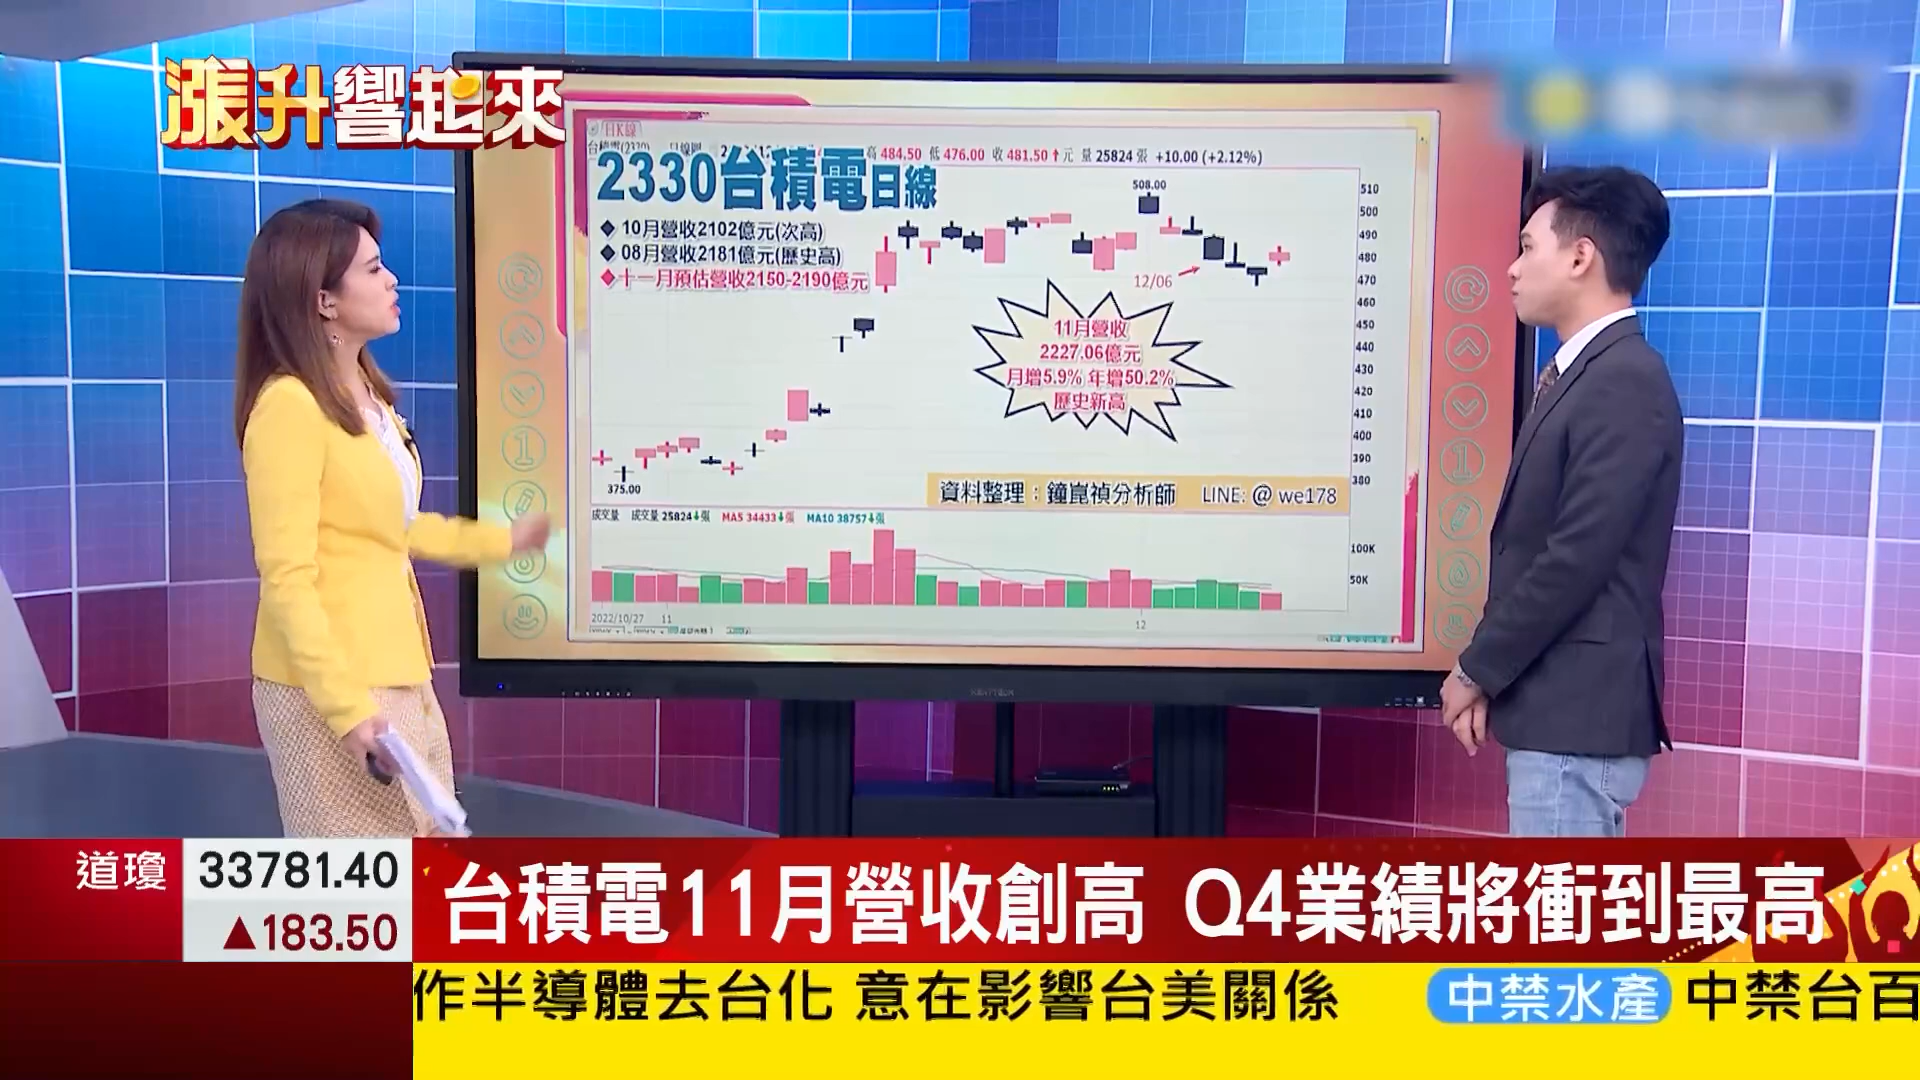 漲升響起來
日K線
高 484.50 低 476.00 收 481.50↑元 量 25824 張 +10.00 (+2.12%)
2330台積電日線
◆ 10月營收2102億元(次高)
◆ 08月營收2181億元(歷史高)
◆十一月預估營收2150-2190億元
508.00
12/06
375.00
11月營收
2227.06億元
月增5.9% 年增50.2%
歷史新高
510
500
490
480
470
460
450
440
430
420
410
400
390
380
資料整理：鐘崑禎分析師 LINE: @ we178
成交量 成交量 25824↓張 MA5 34433↓張 MA10 38757↓張
100K
50K
2022/10/27 11 12
道瓊 33781.40
▲183.50
台積電11月營收創高 Q4業績將衝到最高
作半導體去台化 意在影響台美關係 中禁水產 中禁台百